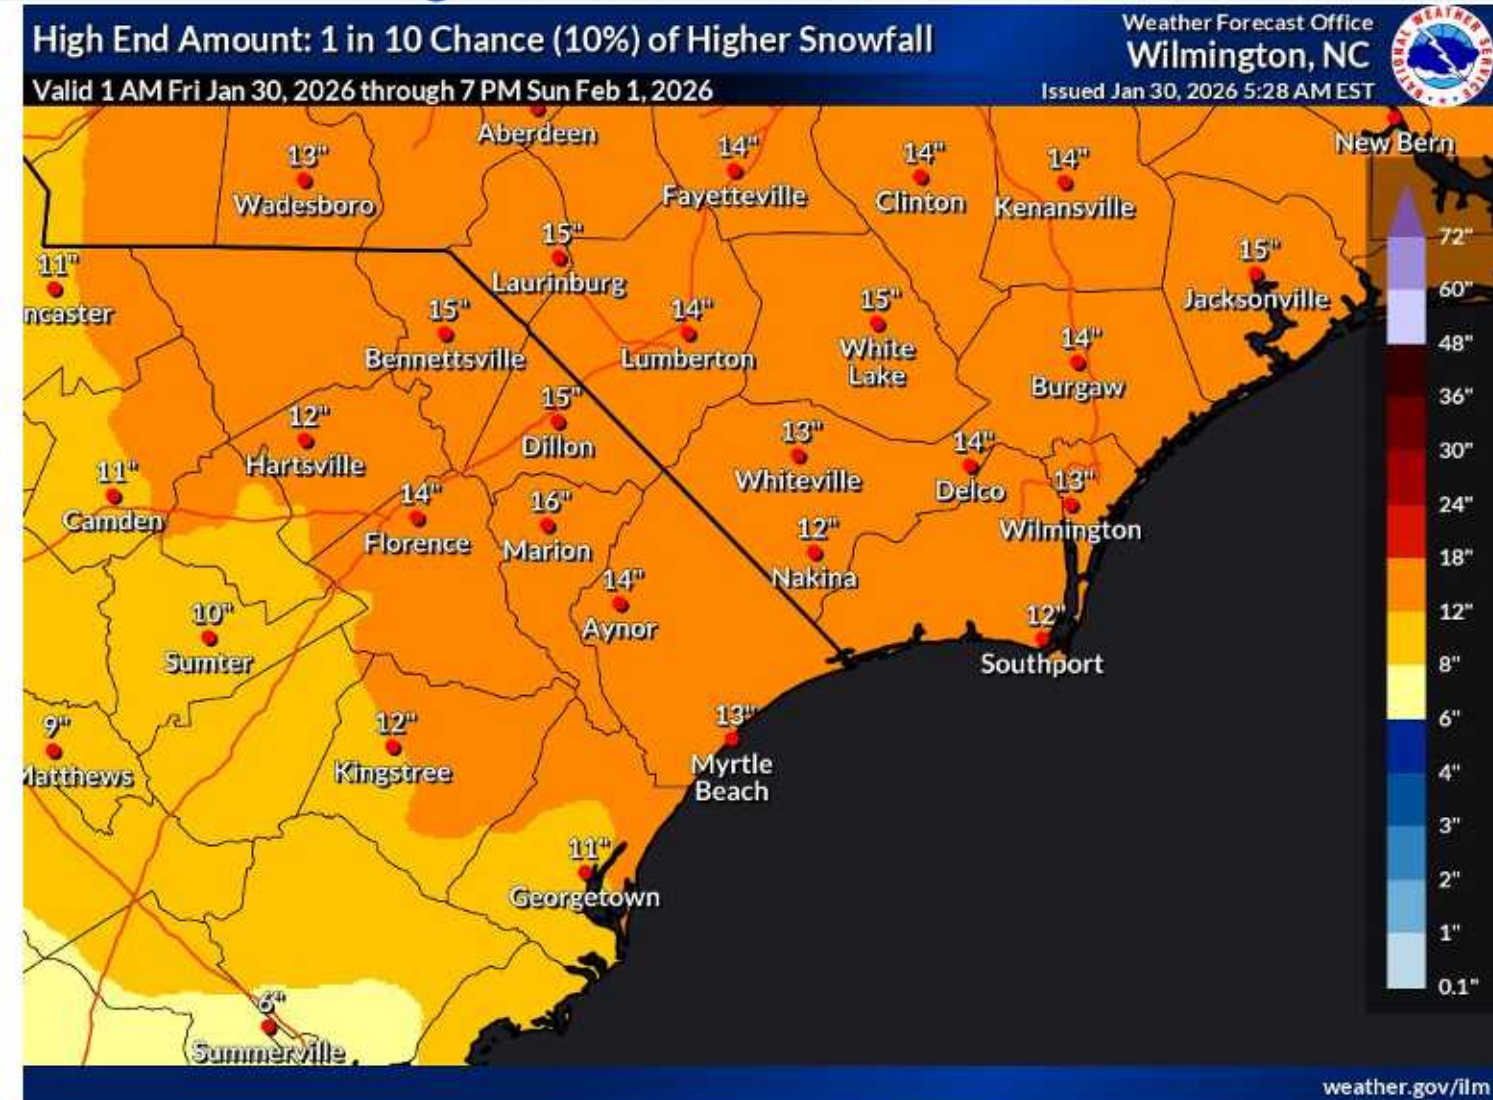 High End Amount: 1 in 10 Chance (10%) of Higher Snowfall
Valid 1 AM Fri Jan 30, 2026 through 7 PM Sun Feb 1, 2026
Weather Forecast Office
Wilmington, NC
Issued Jan 30, 2026 5:28 AM EST
NATIONAL WEATHER SERVICE
Aberdeen
New Bern
13"
Wadesboro
14"
Fayetteville
14"
Clinton
14"
Kenansville
15"
Laurinburg
15"
Jacksonville
11"
ncaster
15"
Bennettsville
14"
Lumberton
15"
White
Lake
14"
Burgaw
12"
Hartsville
15"
Dillon
13"
Whiteville
14"
Delco
13"
Wilmington
11"
Camden
14"
Florence
16"
Marion
12"
Nakina
14"
Aynor
10"
Sumter
12"
Southport
9"
Matthews
12"
Kingstree
13"
Myrtle
Beach
11"
Georgetown
6"
Summerville
72"
60"
48"
36"
30"
24"
18"
12"
8"
6"
4"
3"
2"
1"
0.1"
weather.gov/ilm